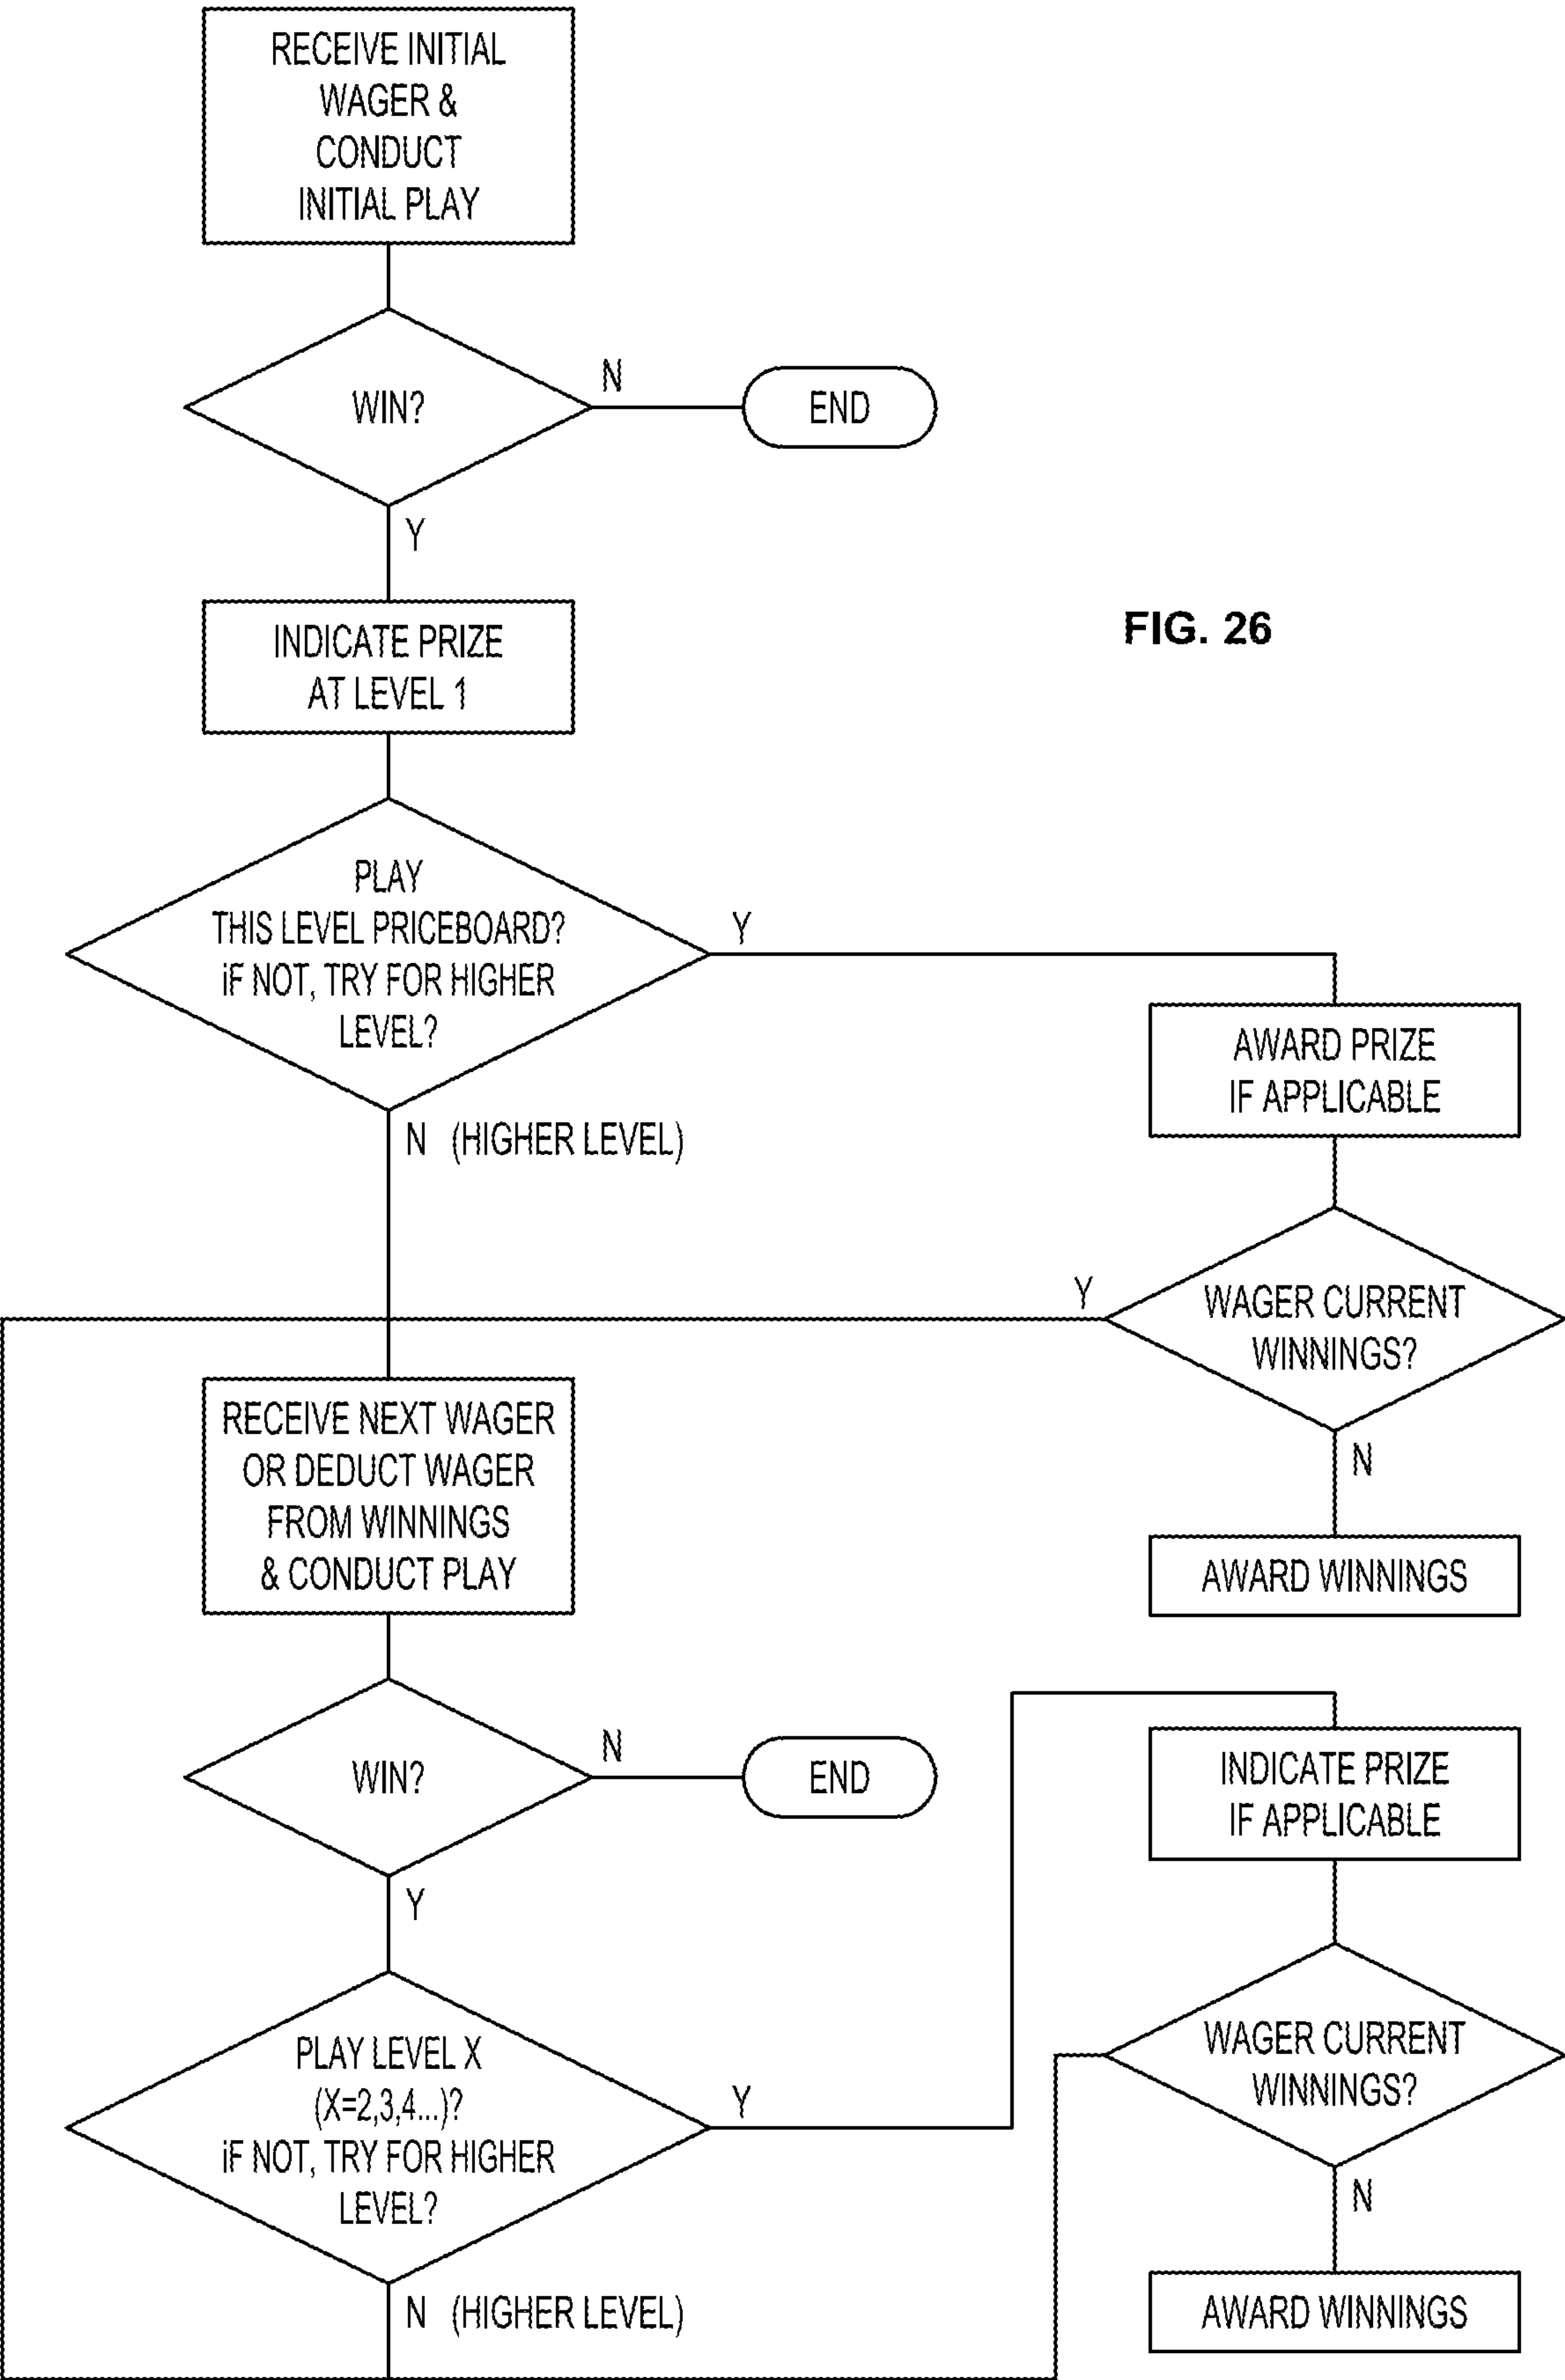 RECEIVE INITIAL
WAGER &
CONDUCT
INITIAL PLAY
WIN?
N
END
Y
INDICATE PRIZE
AT LEVEL 1
FIG. 26
PLAY
THIS LEVEL PRICEBOARD?
iF NOT, TRY FOR HIGHER
LEVEL?
Y
N (HIGHER LEVEL)
AWARD PRIZE
IF APPLICABLE
Y
WAGER CURRENT
WINNINGS?
N
AWARD WINNINGS
RECEIVE NEXT WAGER
OR DEDUCT WAGER
FROM WINNINGS
& CONDUCT PLAY
WIN?
N
END
Y
PLAY LEVEL X
(X=2,3,4...)?
iF NOT, TRY FOR HIGHER
LEVEL?
Y
N (HIGHER LEVEL)
INDICATE PRIZE
IF APPLICABLE
WAGER CURRENT
WINNINGS?
N
AWARD WINNINGS